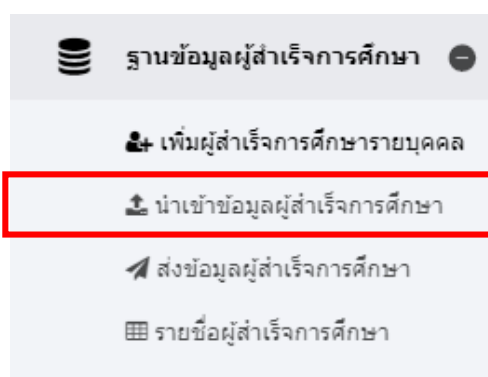 ฐานข้อมูลผู้สำเร็จการศึกษา
เพิ่มผู้สำเร็จการศึกษารายบุคคล
นำเข้าข้อมูลผู้สำเร็จการศึกษา
ส่งข้อมูลผู้สำเร็จการศึกษา
รายชื่อผู้สำเร็จการศึกษา